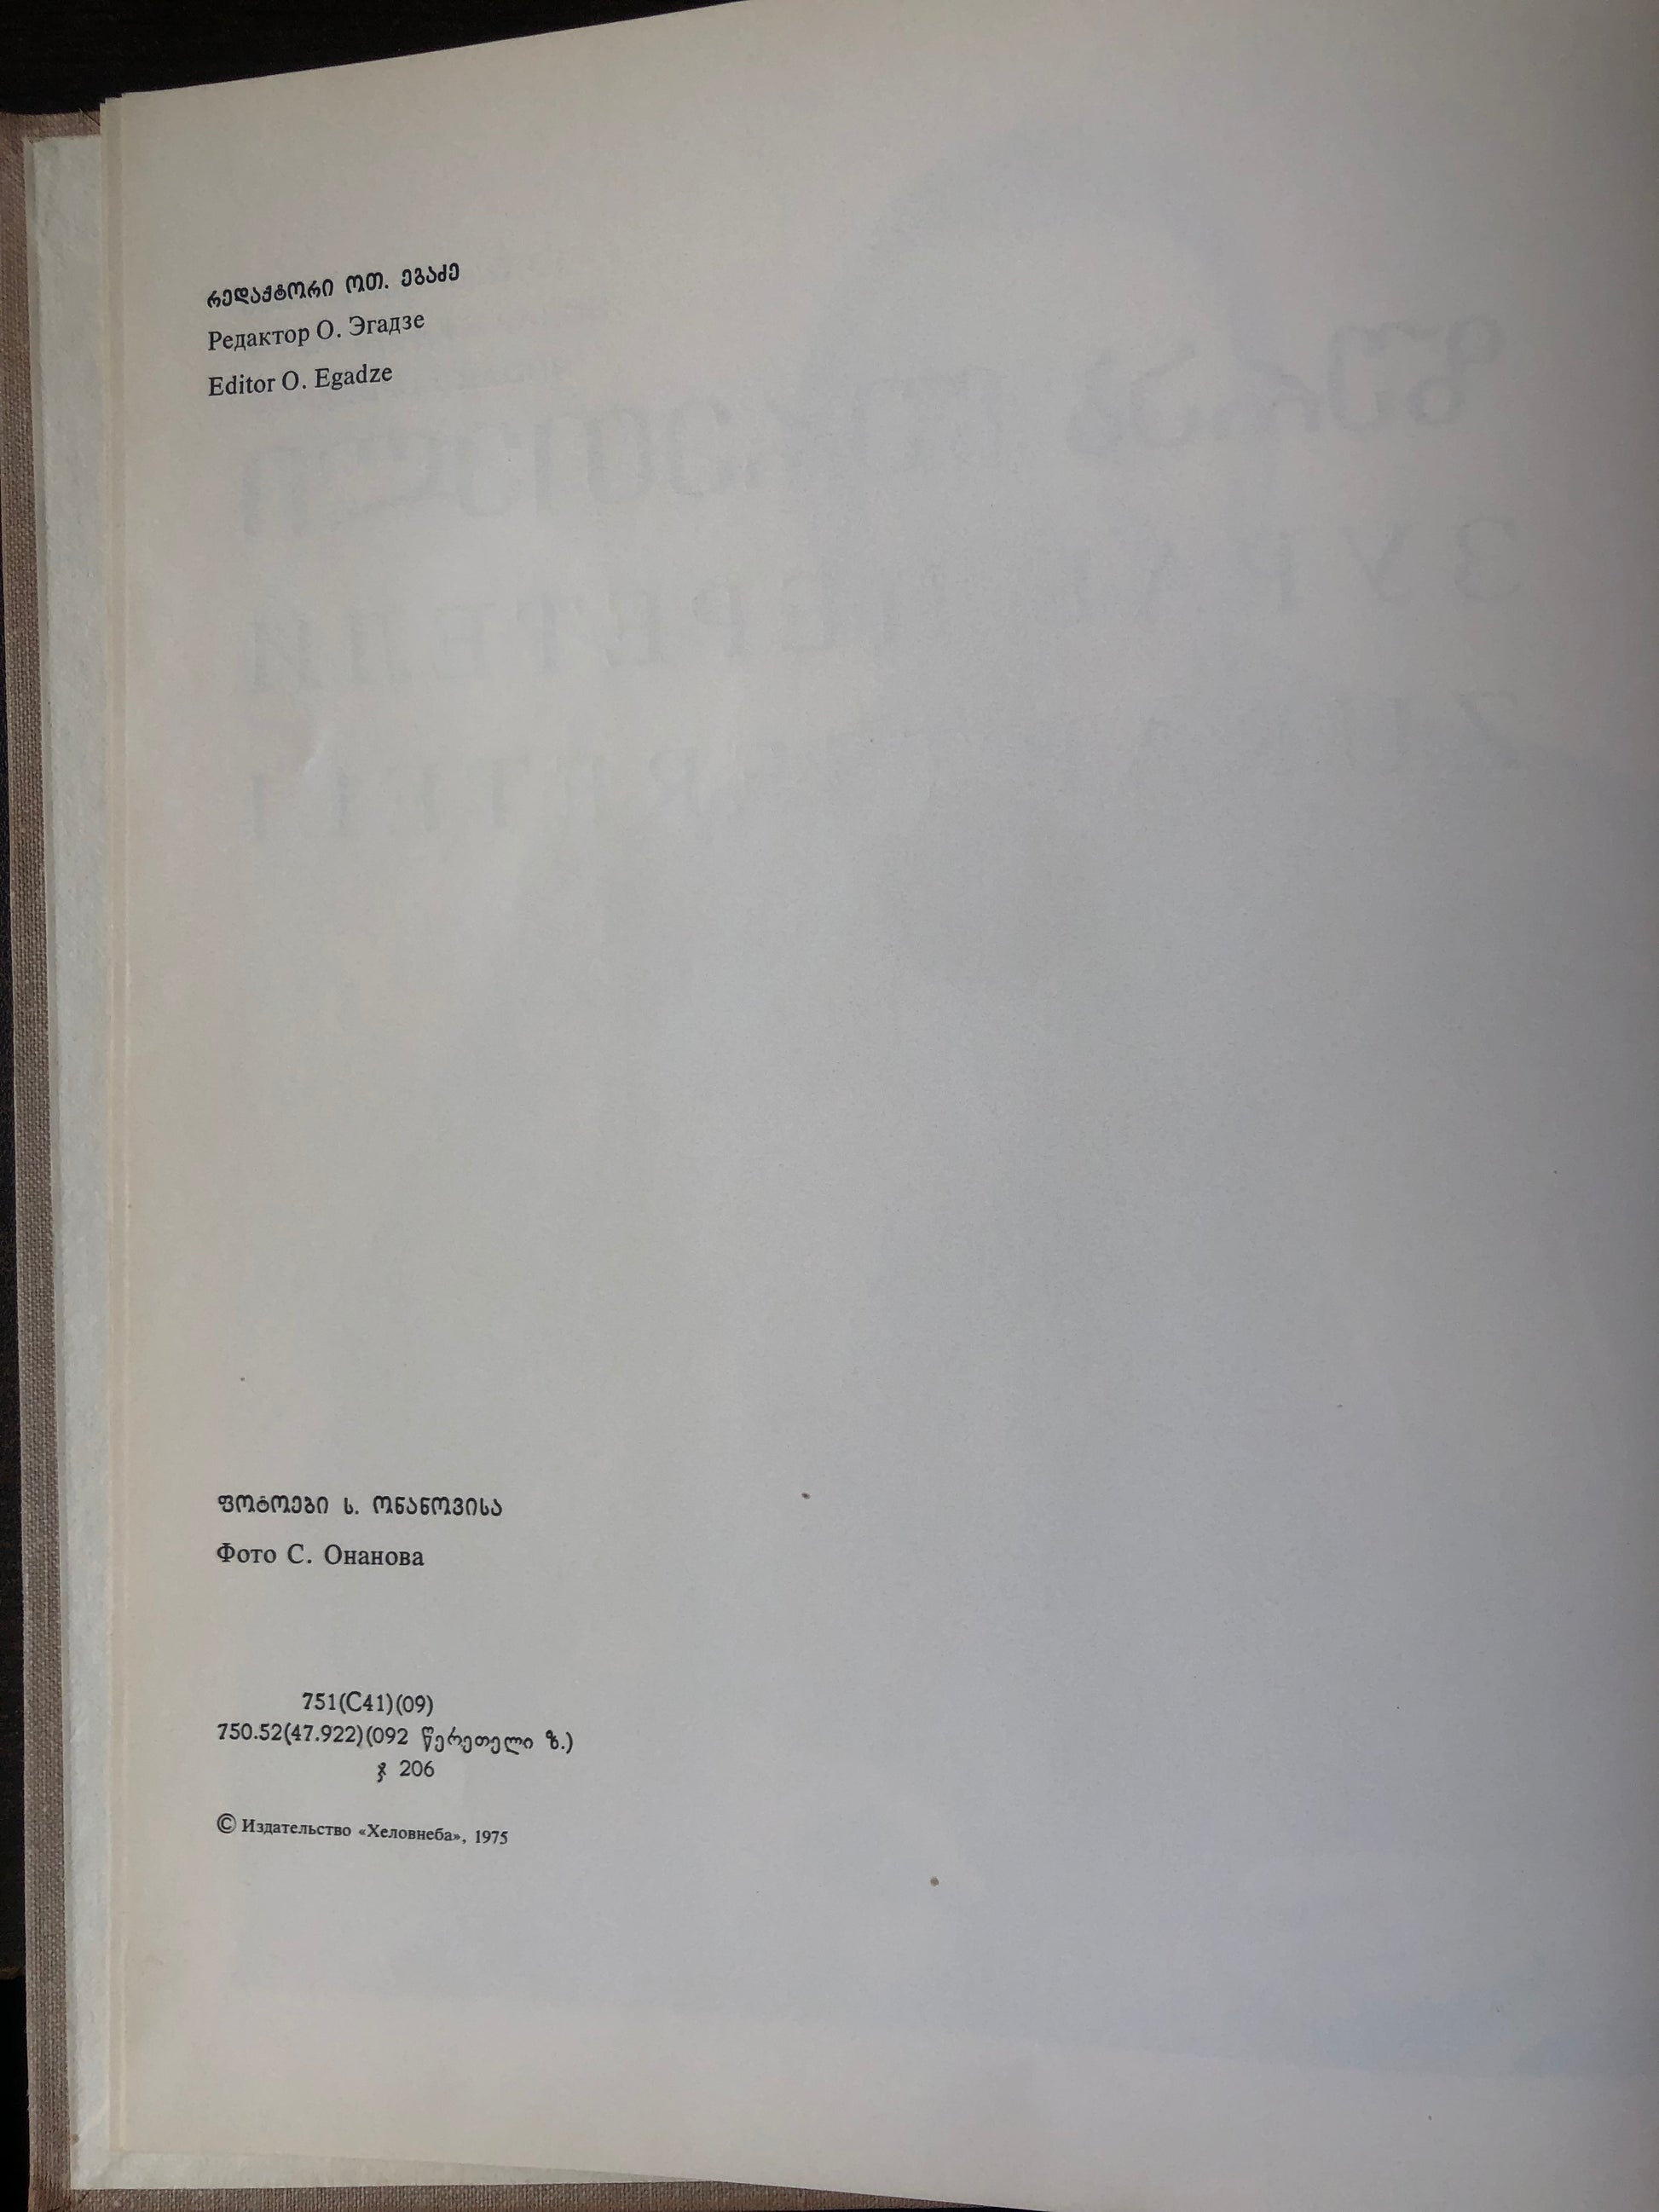 რედაქტორი ოთ. ეგაძე
Редактор О. Эгадзе
Editor O. Egadze
ფოტოები ს. ონანოვისა
Фото С. Онанова
751(C41)(09)
750.52(47.922)(092 წერეთელი ზ.)
ჯ 206
© Издательство «Хеловнеба», 1975